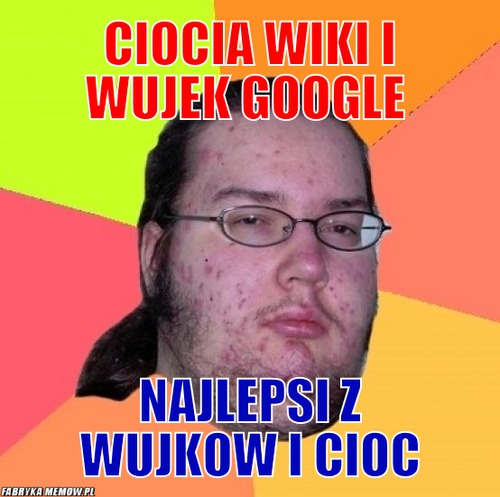 CIOCIA WIKI I
WUJEK GOOGLE
NAJLEPSI Z
WUJKOW I CIOC
FABRYKA MEMOW.PL